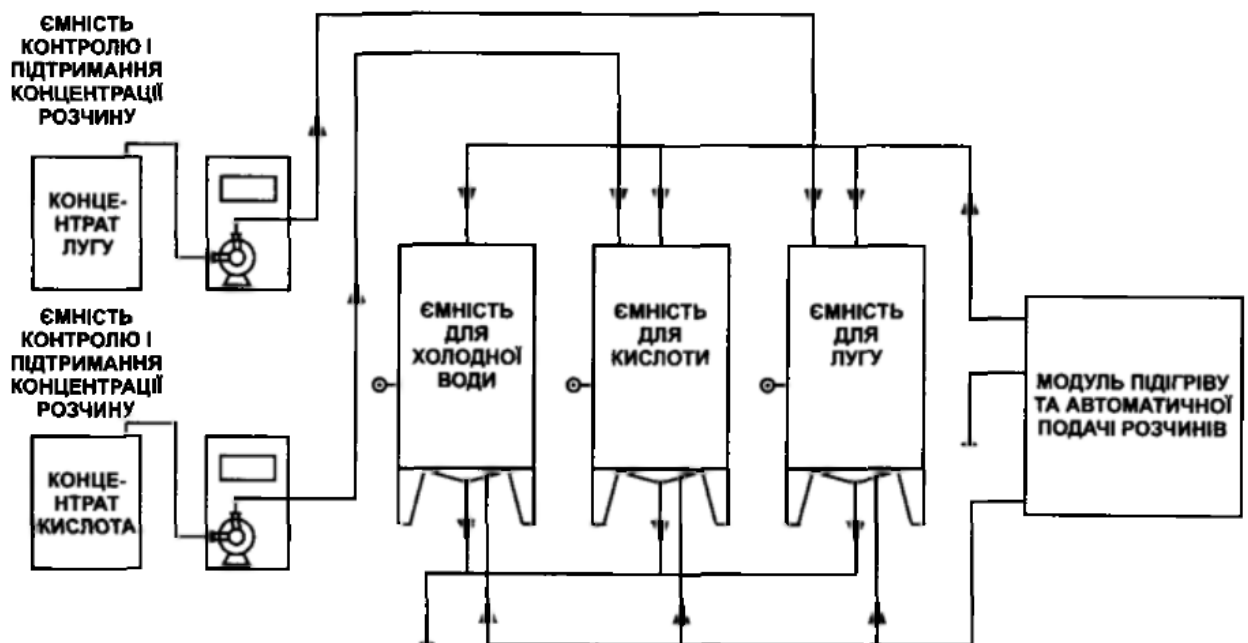 ЄМНІСТЬ
КОНТРОЛЮ І
ПІДТРИМАННЯ
КОНЦЕНТРАЦІЇ
РОЗЧИНУ
КОНЦЕ-
НТРАТ
ЛУГУ
ЄМНІСТЬ
КОНТРОЛЮ І
ПІДТРИМАННЯ
КОНЦЕНТРАЦІЇ
РОЗЧИНУ
КОНЦЕ-
НТРАТ
КИСЛОТА
ЄМНІСТЬ
ДЛЯ
ХОЛОДНОЇ
ВОДИ
ЄМНІСТЬ
ДЛЯ
КИСЛОТИ
ЄМНІСТЬ
ДЛЯ
ЛУГУ
МОДУЛЬ ПІДІГРІВУ
ТА АВТОМАТИЧНОЇ
ПОДАЧІ РОЗЧИНІВ